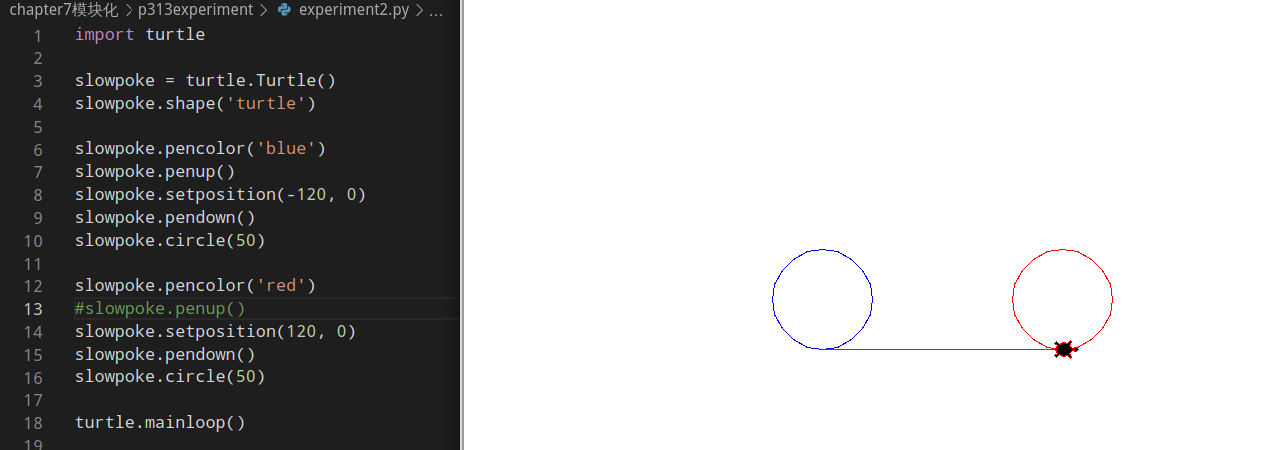 chapter7模块化 > p313experiment > experiment2.py > ...
1 import turtle
2
3 slowpoke = turtle.Turtle()
4 slowpoke.shape('turtle')
5
6 slowpoke.pencolor('blue')
7 slowpoke.penup()
8 slowpoke.setposition(-120, 0)
9 slowpoke.pendown()
10 slowpoke.circle(50)
11
12 slowpoke.pencolor('red')
13 #slowpoke.penup()
14 slowpoke.setposition(120, 0)
15 slowpoke.pendown()
16 slowpoke.circle(50)
17
18 turtle.mainloop()
19